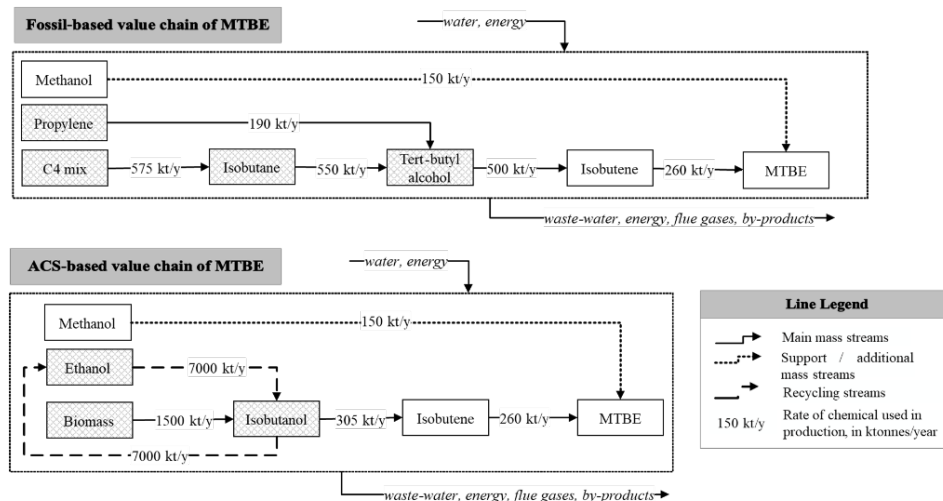 Fossil-based value chain of MTBE
water, energy
Methanol
150 kt/y
Propylene
190 kt/y
C4 mix
575 kt/y
Isobutane
550 kt/y
Tert-butyl
alcohol
500 kt/y
Isobutene
260 kt/y
MTBE
waste-water, energy, flue gases, by-products
ACS-based value chain of MTBE
water, energy
Methanol
150 kt/y
Ethanol
7000 kt/y
Biomass
1500 kt/y
Isobutanol
305 kt/y
Isobutene
260 kt/y
MTBE
7000 kt/y
waste-water, energy, flue gases, by-products
Line Legend
Main mass streams
Support / additional
mass streams
Recycling streams
150 kt/y
Rate of chemical used in
production, in ktonnes/year